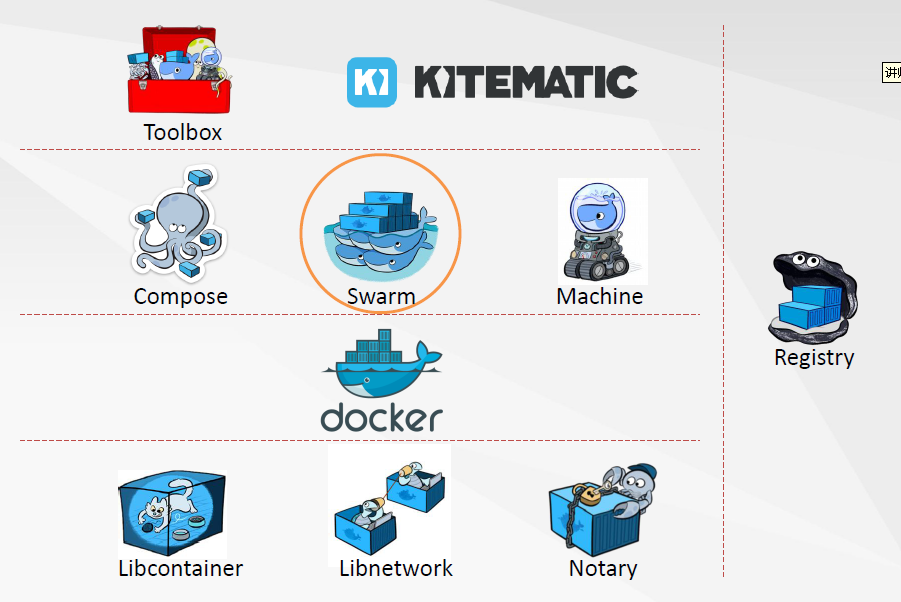 KITEMATIC
Toolbox
Compose
Swarm
Machine
Registry
docker
Libcontainer
Libnetwork
Notary